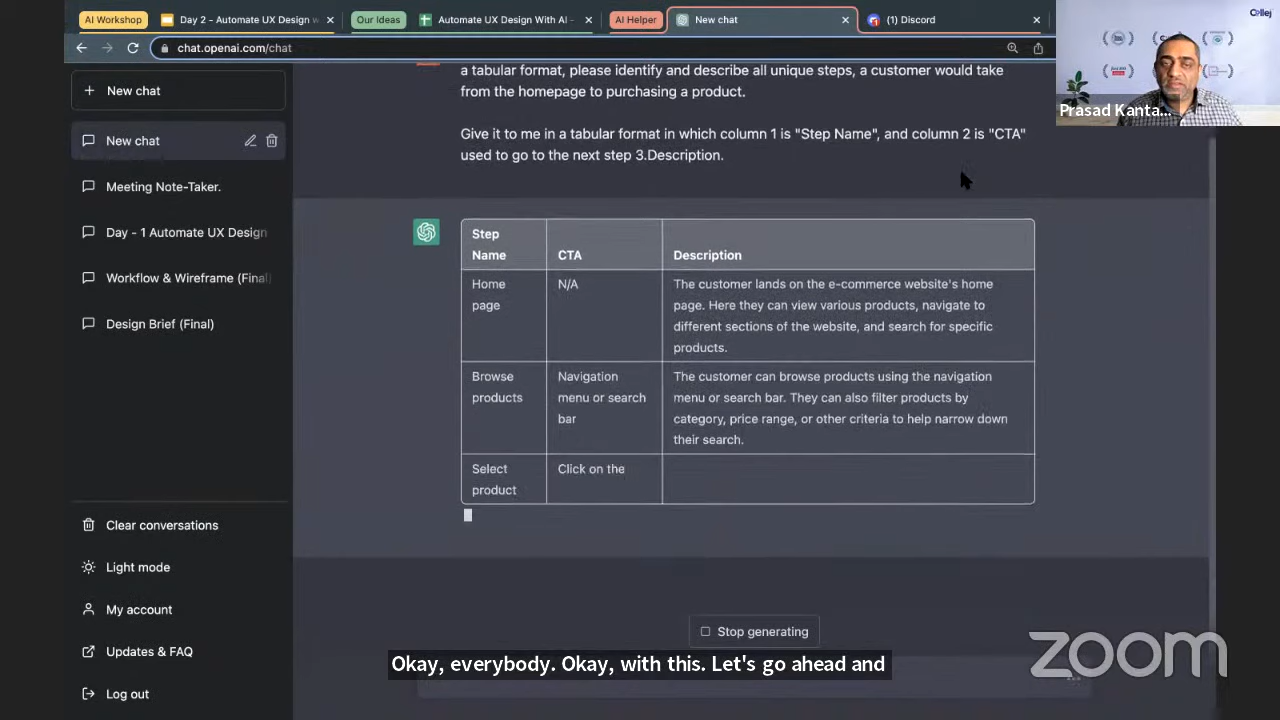 AI Workshop
Day 2 - Automate UX Design w
Our Ideas
Automate UX Design With AI -
AI Helper
New chat
(1) Discord
chat.openai.com/chat
New chat
New chat
Meeting Note-Taker.
Day - 1 Automate UX Design
Workflow & Wireframe (Final)
Design Brief (Final)
Clear conversations
Light mode
My account
Updates & FAQ
Log out
a tabular format, please identify and describe all unique steps, a customer would take
from the homepage to purchasing a product.
Give it to me in a tabular format in which column 1 is "Step Name", and column 2 is "CTA"
used to go to the next step 3.Description.
Step
Name
CTA
Description
Home
page
N/A
The customer lands on the e-commerce website's home
page. Here they can view various products, navigate to
different sections of the website, and search for specific
products.
Browse
products
Navigation
menu or search
bar
The customer can browse products using the navigation
menu or search bar. They can also filter products by
category, price range, or other criteria to help narrow down
their search.
Select
product
Click on the
Stop generating
Okay, everybody. Okay, with this. Let's go ahead and
zoom
Prasad Kanta...